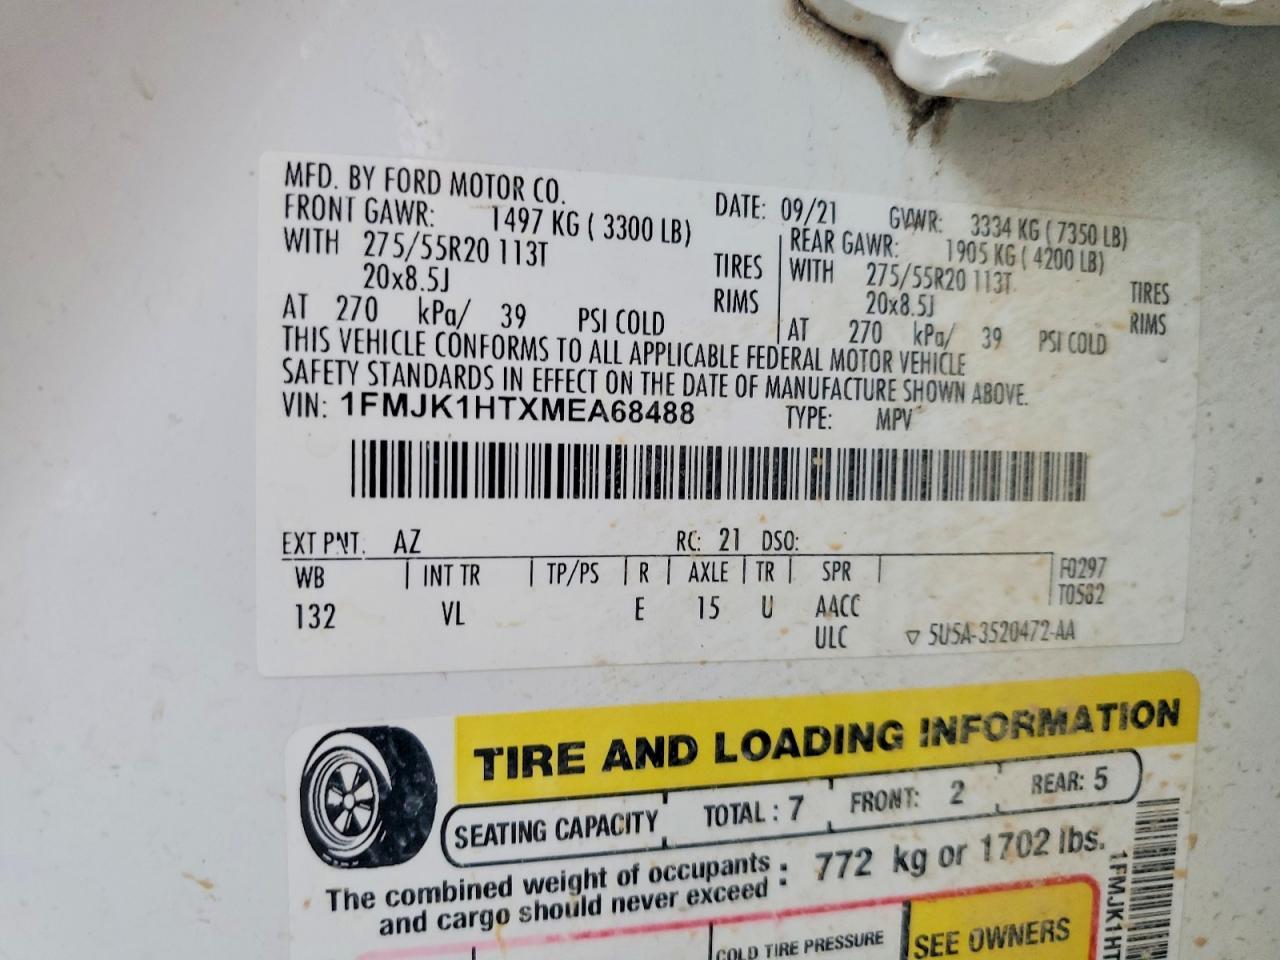 MFD. BY FORD MOTOR CO.
DATE: 09/21 GVWR: 3334 KG ( 7350 LB)
FRONT GAWR: 1497 KG ( 3300 LB)
WITH 275/55R20 113T TIRES
20x8.5J RIMS
AT 270 kPa/ 39 PSI COLD
REAR GAWR: 1905 KG ( 4200 LB)
WITH 275/55R20 113T TIRES
20x8.5J RIMS
AT 270 kPa/ 39 PSI COLD
THIS VEHICLE CONFORMS TO ALL APPLICABLE FEDERAL MOTOR VEHICLE
SAFETY STANDARDS IN EFFECT ON THE DATE OF MANUFACTURE SHOWN ABOVE.
VIN: 1FMJK1HTXMEA68488 TYPE: MPV
EXT PNT: AZ RC: 21 DSO:
WB INT TR TP/PS R AXLE TR SPR
132 VL E 15 U AACC
ULC
F0297
T0582
▽ 5U5A-3520472-AA
TIRE AND LOADING INFORMATION
SEATING CAPACITY TOTAL : 7 FRONT: 2 REAR: 5
The combined weight of occupants
and cargo should never exceed : 772 kg or 1702 lbs.
COLD TIRE PRESSURE
SEE OWNERS
1FMJK1HT